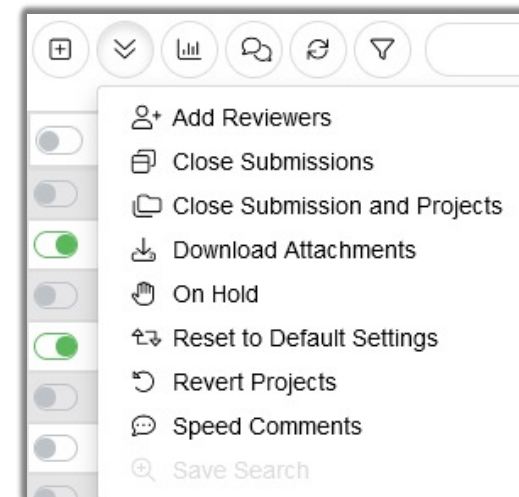 Add Reviewers
Close Submissions
Close Submission and Projects
Download Attachments
On Hold
Reset to Default Settings
Revert Projects
Speed Comments
Save Search